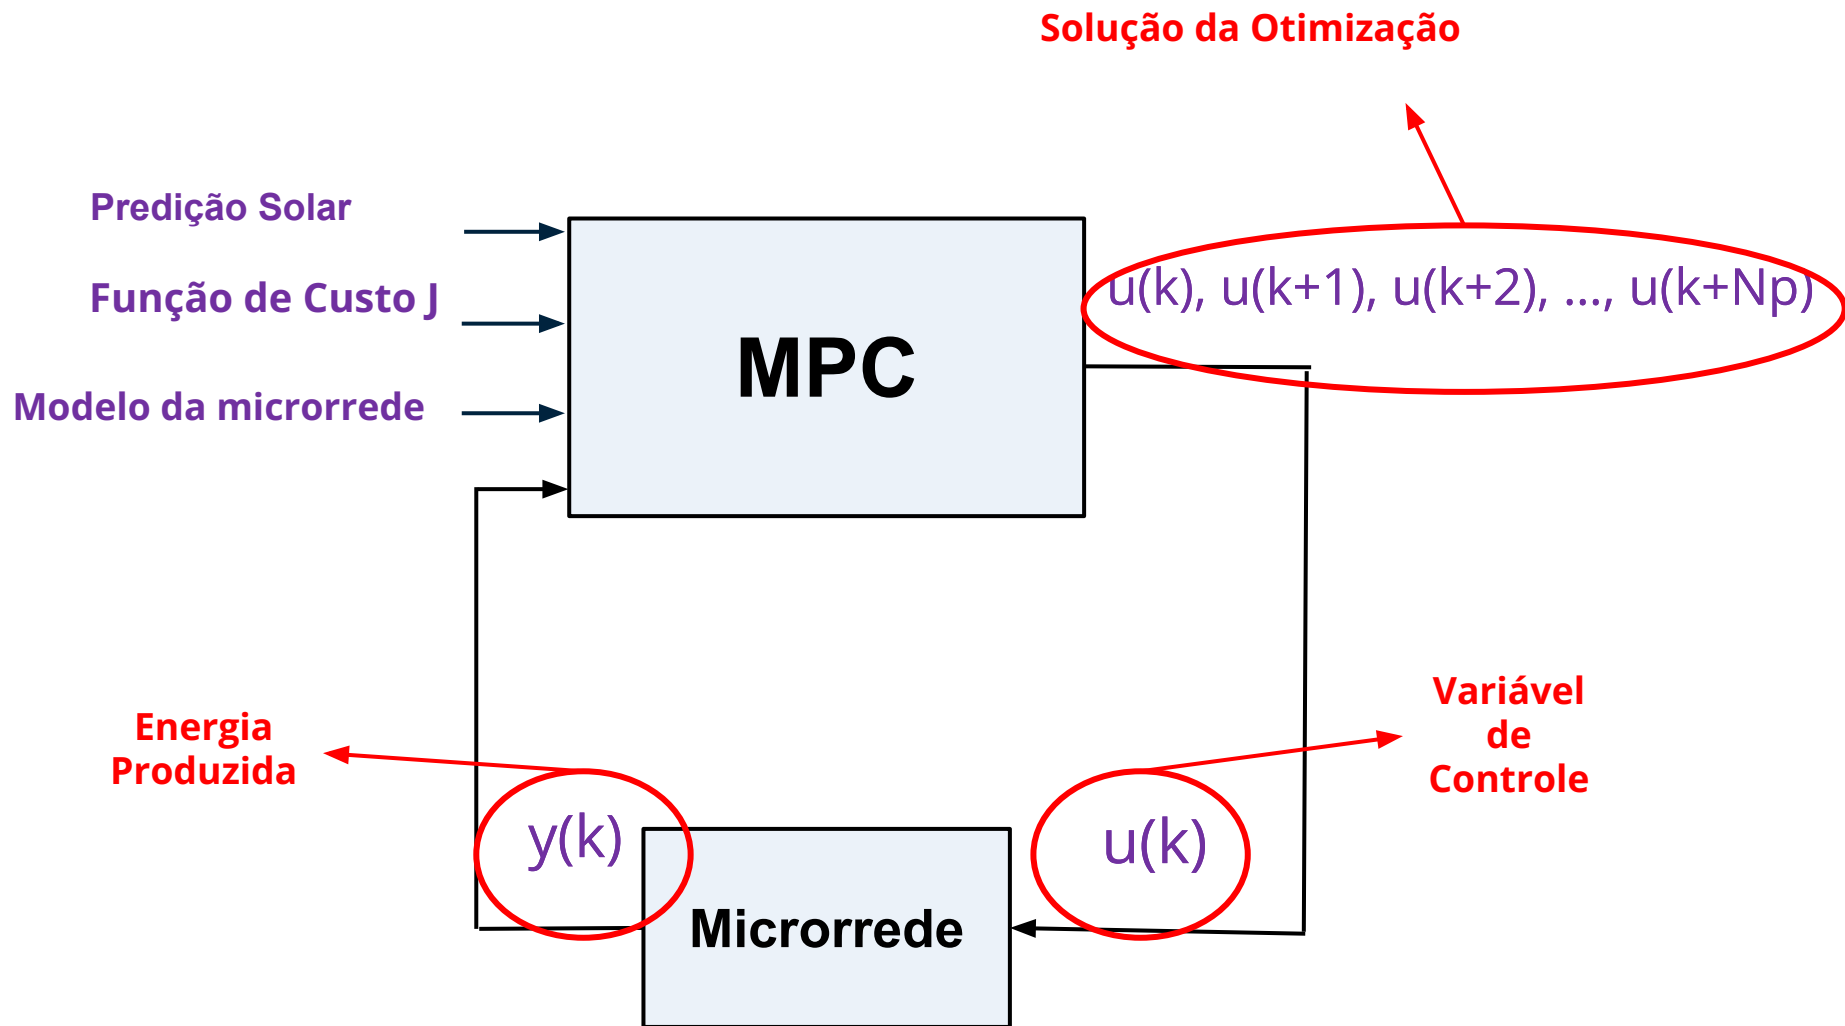 Solução da Otimização
Predição Solar
Função de Custo J
Modelo da microrrede
MPC
u(k), u(k+1), u(k+2), ..., u(k+Np)
Energia
Produzida
Variável
de
Controle
y(k)
u(k)
Microrrede